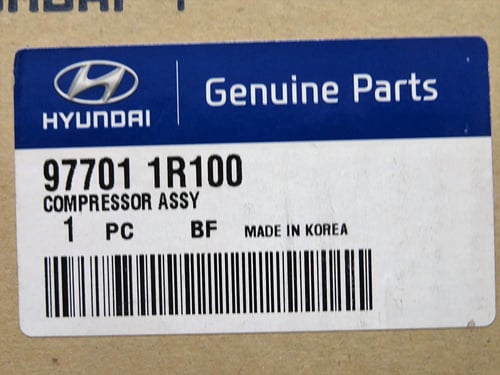 HYUNDAI
Genuine Parts
97701 1R100
COMPRESSOR ASSY
1 PC BF MADE IN KOREA